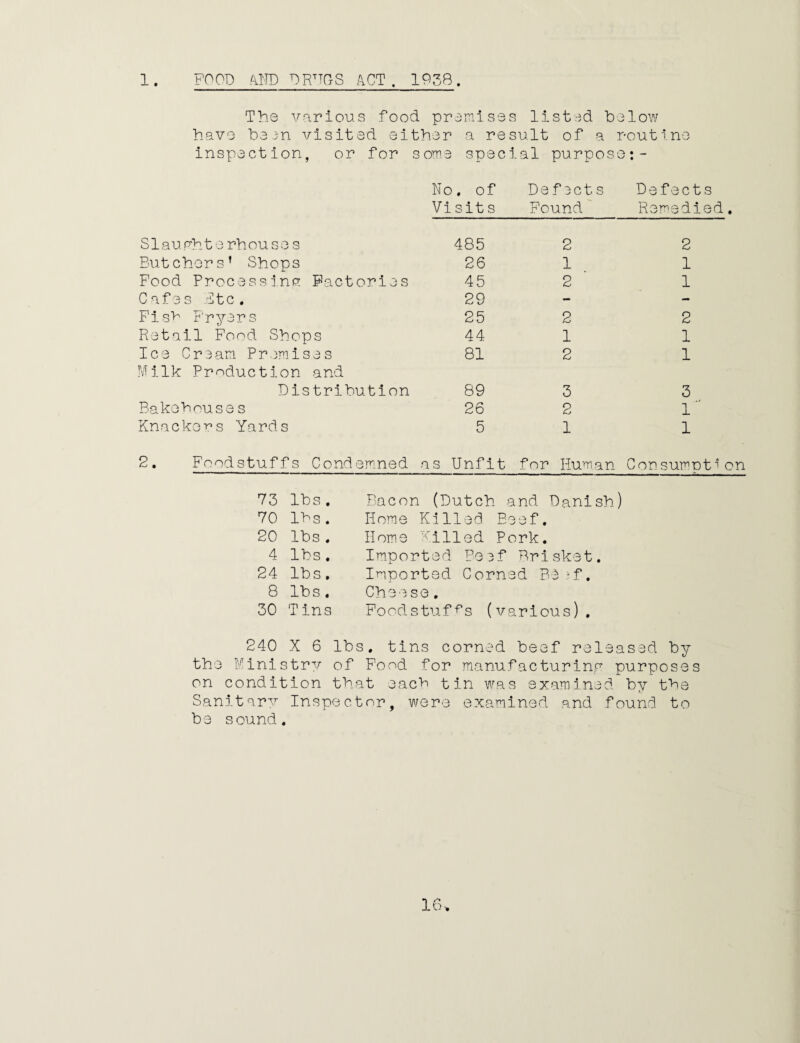 1. FOOD AND DRUGS ACT. 1938.
The various food premises listed below
have been visited either a result of a routine
inspection, or for some special purpose:-
No. of Defects Defects
Visits Found Remedied.
Slaughterhouses 485 2 2
Butchers' Shops 26 1 1
Food Processing Factories 45 2 1
Cafes Etc. 29 - -
Fish Fryers 25 2 2
Retail Food Shops 44 1 1
Ice Cream Premises 81 2 1
Milk Production and
Distribution 89 3 3
Bakehouses 26 2 1
Knackers Yards 5 1 1
2. Foodstuffs Condemned as Unfit for Human Consumption
73 lbs. Bacon (Dutch and Danish)
70 lbs. Home Killed Beef.
20 lbs. Home Killed Pork.
4 lbs. Imported Beef Brisket.
24 lbs. Imported Corned Beef.
8 lbs. Cheese.
30 Tins Foodstuffs (various).
240 X 6 lbs. tins corned beef released by
the Ministry of Food for manufacturing purposes
on condition that each tin was examined by the
Sanitary Inspector, were examined and found to
be sound.
16.